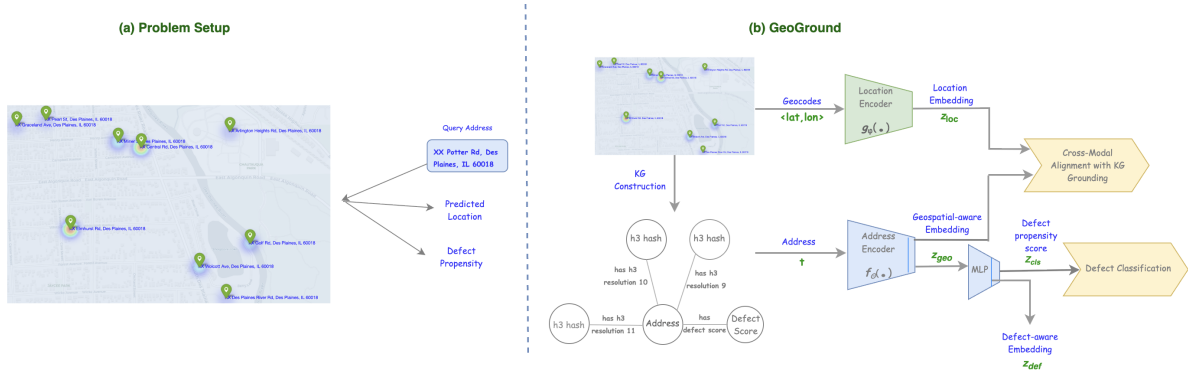 (a) Problem Setup
Pearl St, Des Plaines, IL 60018
Graceland Ave, Des Plaines, IL 60018
Arlington Heights Rd, Des Plaines, IL 60018
Des Plaines, IL 60018
Central Rd, Des Plaines, IL 60018
Elmhurst Rd, Des Plaines, IL 60018
Golf Rd, Des Plaines, IL 60018
Wolcott Ave, Des Plaines, IL 60018
XX Des Plaines River Rd, Des Plaines, IL 60018
Query Address
XX Potter Rd, Des
Plaines, IL 60018
Predicted
Location
Defect
Propensity
(b) GeoGround
Geocodes
<lat,lon>
Location
Encoder
gφ(•)
Location
Embedding
zloc
Cross-Modal
Alignment with KG
Grounding
KG
Construction
h3 hash
h3 hash
has h3
resolution 10
has h3
resolution 9
h3 hash
has h3
resolution 11
Address
has
defect score
Defect
Score
Address
t
Address
Encoder
Geospatial-aware
Embedding
zgeo
MLP
Defect
propensity
score
zcls
Defect Classification
Defect-aware
Embedding
zdef